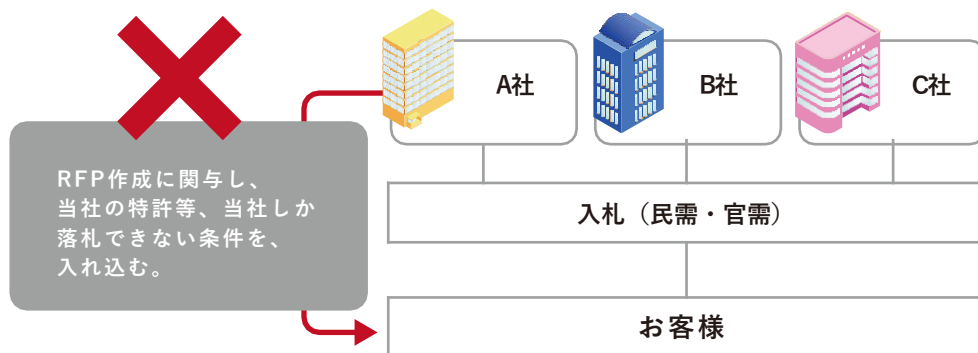 A社
B社
C社
RFP作成に関与し、
当社の特許等、当社しか
落札できない条件を、
入れ込む。
入札（民需・官需）
お客様